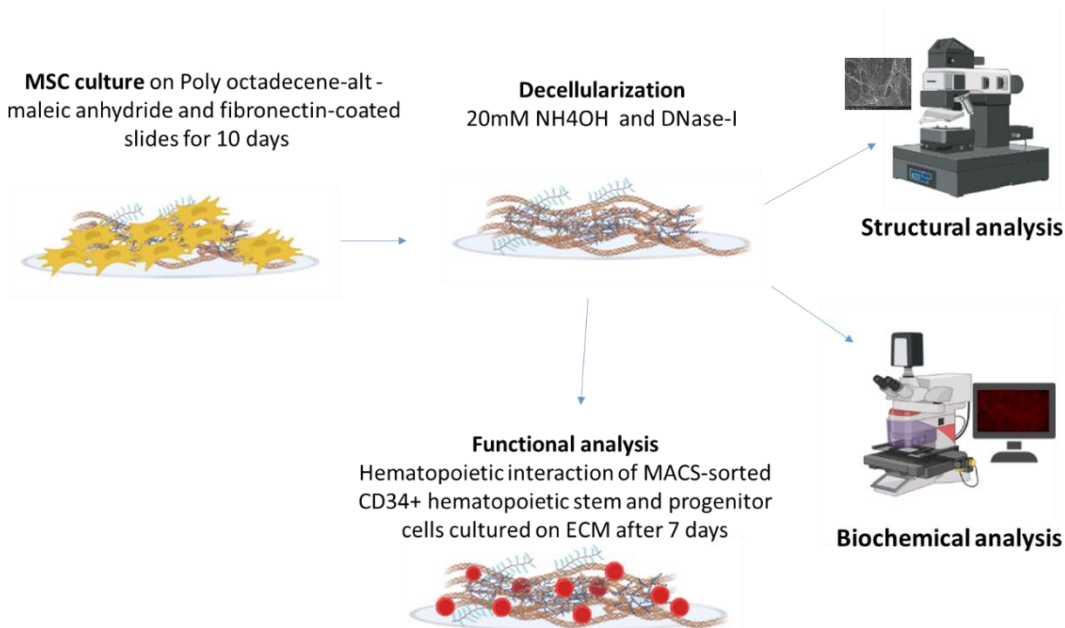 MSC culture on Poly octadecene-alt -
maleic anhydride and fibronectin-coated
slides for 10 days
Decellularization
20mM NH4OH and DNase-I
Structural analysis
Functional analysis
Hematopoietic interaction of MACS-sorted
CD34+ hematopoietic stem and progenitor
cells cultured on ECM after 7 days
Biochemical analysis